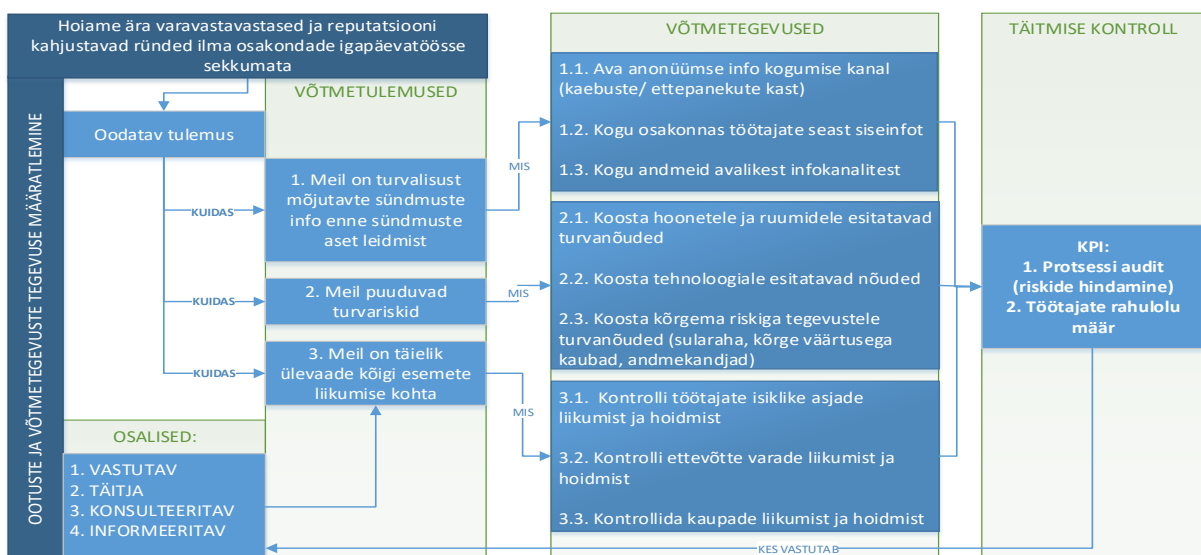 Hoiame ära varavastavastased ja reputatsiooni
kahjustavad ründed ilma osakondade igapäevatöösse
sekkumata
OOTUSTE JA VÕTMETEGEVUSTE TEGEVUSE MÄÄRATLEMINE
Oodatav tulemus
VÕTMETULEMUSED
KUIDAS
1. Meil on turvalisust
mõjutavte sündmuste
info enne sündmuste
aset leidmist
KUIDAS
2. Meil puuduvad
turvariskid
KUIDAS
3. Meil on täielik
ülevaade kõigi esemete
liikumise kohta
OSALISED:
1. VASTUTAV
2. TÄITJA
3. KONSULTEERITAV
4. INFORMEERITAV
MIS
MIS
MIS
VÕTMETEGEVUSED
1.1. Ava anonüümse info kogumise kanal
(kaebuste/ ettepanekute kast)
1.2. Kogu osakonnas töötajate seast siseinfot
1.3. Kogu andmeid avalikest infokanalitest
2.1. Koosta hoonetele ja ruumidele esitatavad
turvanõuded
2.2. Koosta tehnoloogiale esitatavad nõuded
2.3. Koosta kõrgema riskiga tegevustele
turvanõuded (sularaha, kõrge väärtusega
kaubad, andmekandjad)
3.1. Kontrolli töötajate isiklike asjade
liikumist ja hoidmist
3.2. Kontrolli ettevõtte varade liikumist ja
hoidmist
3.3. Kontrollida kaupade liikumist ja hoidmist
TÄITMISE KONTROLL
KPI:
1. Protsessi audit
(riskide hindamine)
2. Töötajate rahulolu
määr
KES VASTUTAB